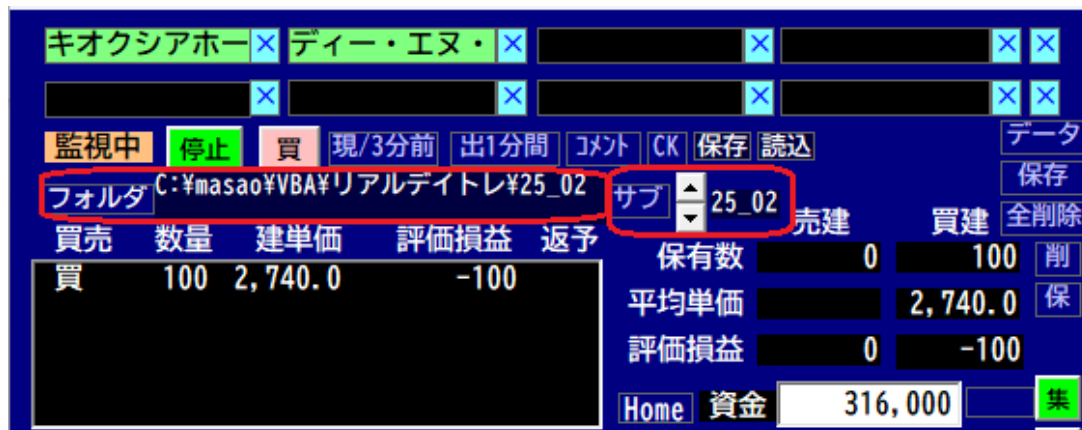 キオクシアホー × ディー・エヌ・ × × × ×
× × × × ×
監視中 停止 買 現/3分前 出1分間 コメント CK 保存 読込 データ
フォルダ C:¥masao¥VBA¥リアルデイトレ¥25_02 サブ 25_02 保存
買売 数量 建単価 評価損益 返予 売建 買建 全削除
買 100 2,740.0 -100 保有数 0 100 削
平均単価 2,740.0 保
評価損益 0 -100
Home 資金 316,000 集